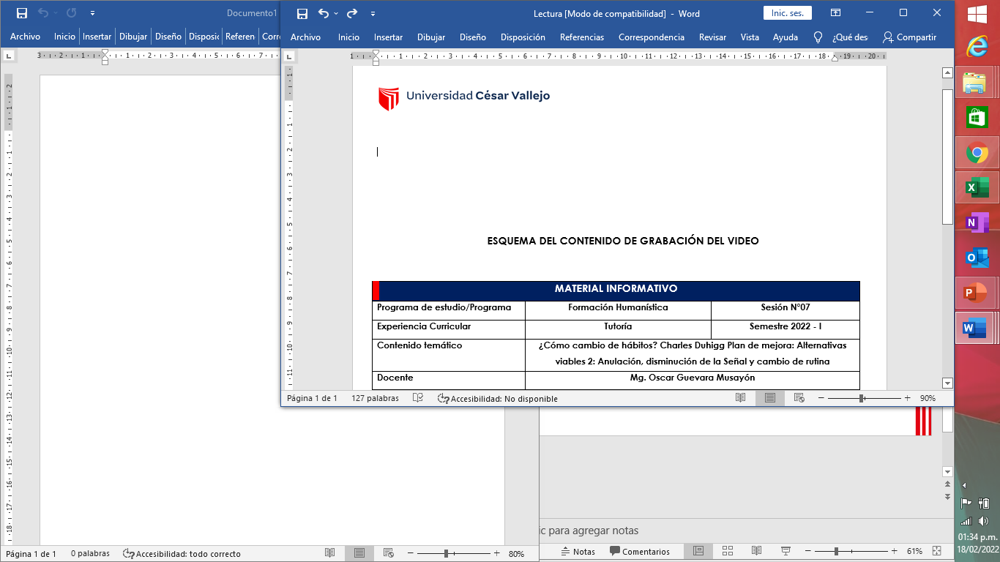 Documento1
Archivo Inicio Insertar Dibujar Diseño Disposic Referen Corre
Lectura [Modo de compatibilidad] - Word
Inic. ses.
Archivo Inicio Insertar Dibujar Diseño Disposición Referencias Correspondencia Revisar Vista Ayuda ¿Qué des Compartir
Universidad César Vallejo
ESQUEMA DEL CONTENIDO DE GRABACIÓN DEL VIDEO
MATERIAL INFORMATIVO
Programa de estudio/Programa Formación Humanística Sesión N°07
Experiencia Curricular Tutoría Semestre 2022 - I
Contenido temático ¿Cómo cambio de hábitos? Charles Duhigg Plan de mejora: Alternativas
viables 2: Anulación, disminución de la Señal y cambio de rutina
Docente Mg. Oscar Guevara Musayón
Página 1 de 1 127 palabras Accesibilidad: No disponible 90%
ic para agregar notas
Notas Comentarios 61%
Página 1 de 1 0 palabras Accesibilidad: todo correcto 80%
01:34 p.m.
18/02/2022